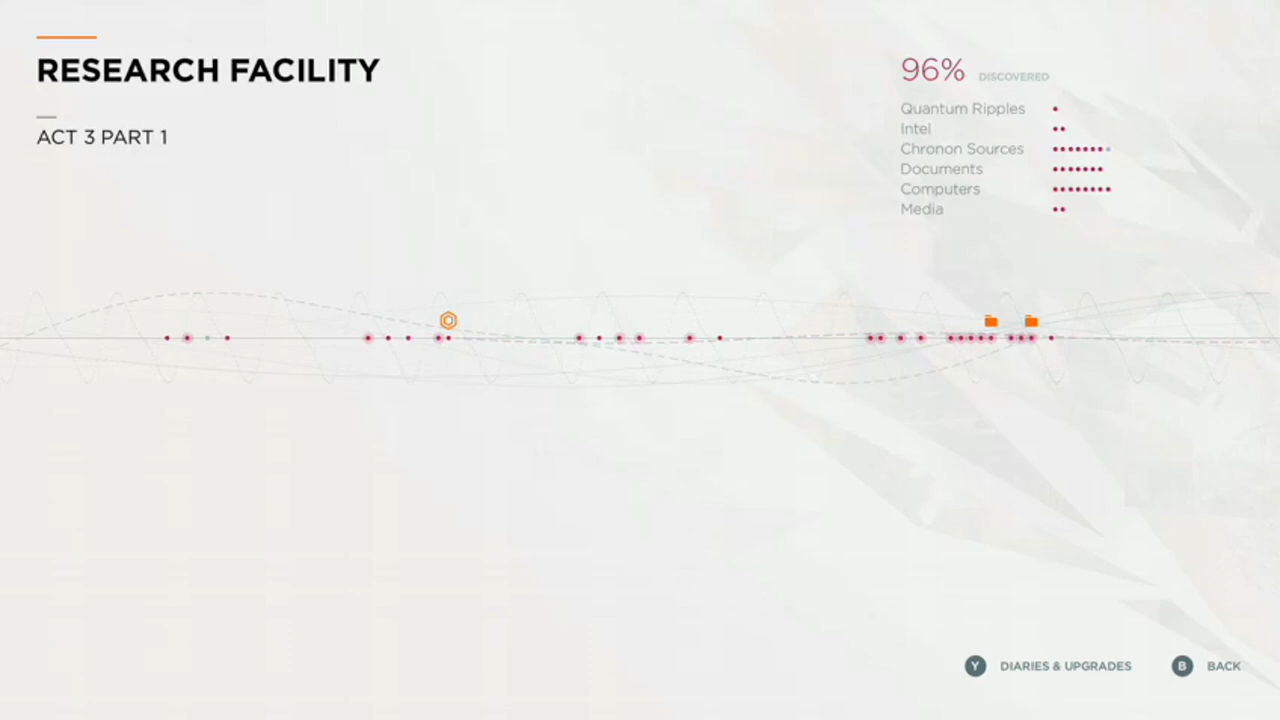 RESEARCH FACILITY
ACT 3 PART 1
96% DISCOVERED
Quantum Ripples
Intel
Chronon Sources
Documents
Computers
Media
Y DIARIES & UPGRADES B BACK